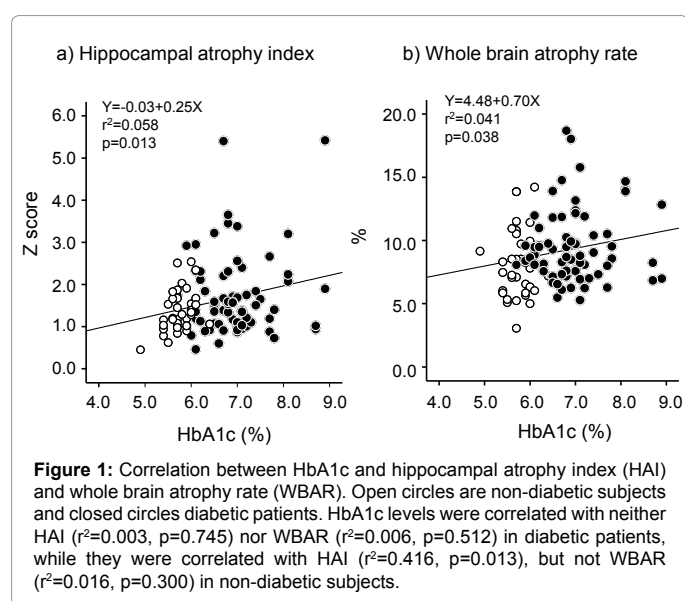 a) Hippocampal atrophy index
b) Whole brain atrophy rate
Y=-0.03+0.25X
r²=0.058
p=0.013
6.0
5.0
4.0
3.0
2.0
1.0
0.0
Z score
4.0 5.0 6.0 7.0 8.0 9.0
HbA1c (%)
Y=4.48+0.70X
r²=0.041
p=0.038
20.0
15.0
10.0
5.0
0.0
%
4.0 5.0 6.0 7.0 8.0 9.0
HbA1c (%)
Figure 1: Correlation between HbA1c and hippocampal atrophy index (HAI)
and whole brain atrophy rate (WBAR). Open circles are non-diabetic subjects
and closed circles diabetic patients. HbA1c levels were correlated with neither
HAI (r²=0.003, p=0.745) nor WBAR (r²=0.006, p=0.512) in diabetic patients,
while they were correlated with HAI (r²=0.416, p=0.013), but not WBAR
(r²=0.016, p=0.300) in non-diabetic subjects.